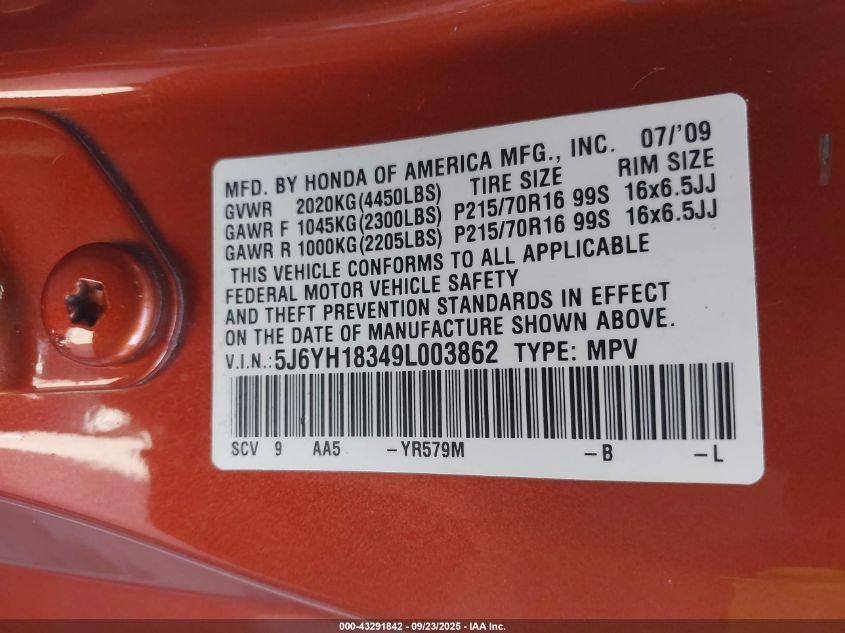 MFD. BY HONDA OF AMERICA MFG., INC. 07/'09
GVWR 2020KG(4450LBS) TIRE SIZE RIM SIZE
GAWR F 1045KG(2300LBS) P215/70R16 99S 16x6.5JJ
GAWR R 1000KG(2205LBS) P215/70R16 99S 16x6.5JJ
THIS VEHICLE CONFORMS TO ALL APPLICABLE
FEDERAL MOTOR VEHICLE SAFETY
AND THEFT PREVENTION STANDARDS IN EFFECT
ON THE DATE OF MANUFACTURE SHOWN ABOVE.
V.I.N.:5J6YH18349L003862 TYPE: MPV
SCV 9 AA5 -YR579M -B -L
000-43291842 - 09/23/2025 - IAA Inc.